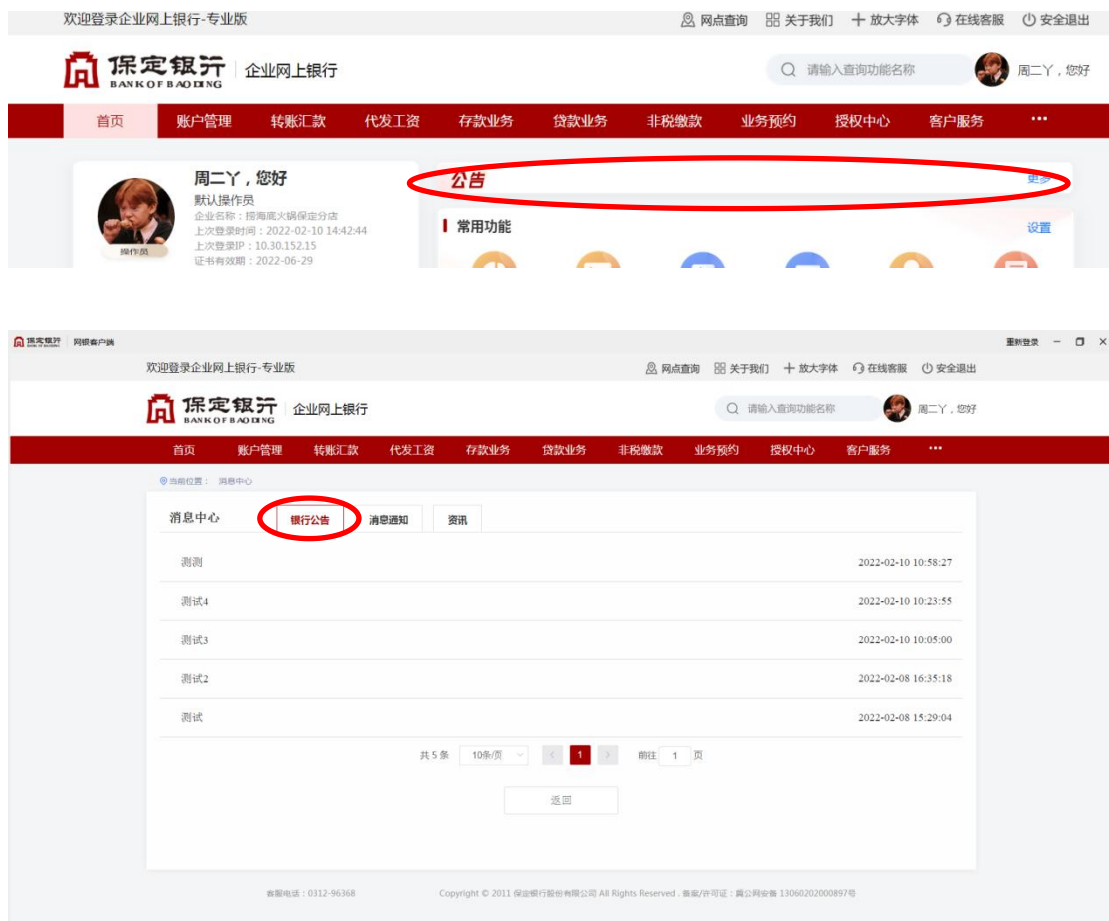 欢迎登录企业网上银行-专业版 网点查询 关于我们 放大字体 在线客服 安全退出
保定银行 企业网上银行 请输入查询功能名称 周二丫，您好
BANK OF BAODING
首页 账户管理 转账汇款 代发工资 存款业务 贷款业务 非税缴款 业务预约 授权中心 客户服务 •••
周二丫，您好 公告 更多
默认操作员
企业名称：捞海底火锅保定分店
上次登录时间：2022-02-10 14:42:44 常用功能 设置
上次登录IP：10.30.152.15
操作员
证书有效期：2022-06-29
保定银行 网银客户端 重新登录
欢迎登录企业网上银行-专业版 网点查询 关于我们 放大字体 在线客服 安全退出
保定银行 企业网上银行 请输入查询功能名称 周二丫，您好
BANK OF BAODING
首页 账户管理 转账汇款 代发工资 存款业务 贷款业务 非税缴款 业务预约 授权中心 客户服务 •••
当前位置： 消息中心
消息中心 银行公告 消息通知 资讯
测测 2022-02-10 10:58:27
测试4 2022-02-10 10:23:55
测试3 2022-02-10 10:05:00
测试2 2022-02-08 16:35:18
测试 2022-02-08 15:29:04
共 5 条 10条/页 < 1 > 前往 1 页
返回
客服电话：0312-96368 Copyright © 2011 保定银行股份有限公司 All Rights Reserved . 备案/许可证：冀公网安备 13060202000897号